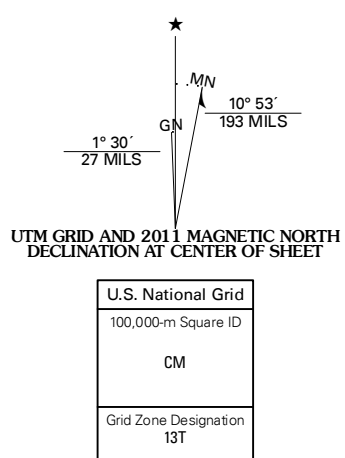 ★
MN
GN
10° 53´
193 MILS
1° 30´
27 MILS
UTM GRID AND 2011 MAGNETIC NORTH
DECLINATION AT CENTER OF SHEET
U.S. National Grid
100,000-m Square ID
CM
Grid Zone Designation
13T